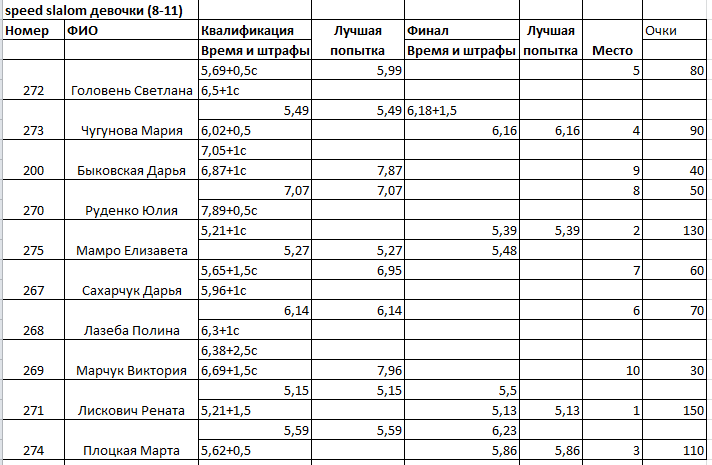 speed slalom девочки (8-11)
Номер ФИО Квалификация Лучшая попытка Финал Лучшая попытка Место Очки
Время и штрафы Время и штрафы
5,69+0,5с 5,99 5 80
272 Головень Светлана 6,5+1с
5,49 5,49 6,18+1,5
273 Чугунова Мария 6,02+0,5 6,16 6,16 4 90
7,05+1с
200 Быковская Дарья 6,87+1с 7,87 9 40
7,07 7,07 8 50
270 Руденко Юлия 7,89+0,5с
5,21+1с 5,39 5,39 2 130
275 Мамро Елизавета 5,27 5,27 5,48
5,65+1,5с 6,95 7 60
267 Сахарчук Дарья 5,96+1с
6,14 6,14 6 70
268 Лазеба Полина 6,3+1с
6,38+2,5с
269 Марчук Виктория 6,69+1,5с 7,96 10 30
5,15 5,15 5,5
271 Лискович Рената 5,21+1,5 5,13 5,13 1 150
5,59 5,59 6,23
274 Плоцкая Марта 5,62+0,5 5,86 5,86 3 110